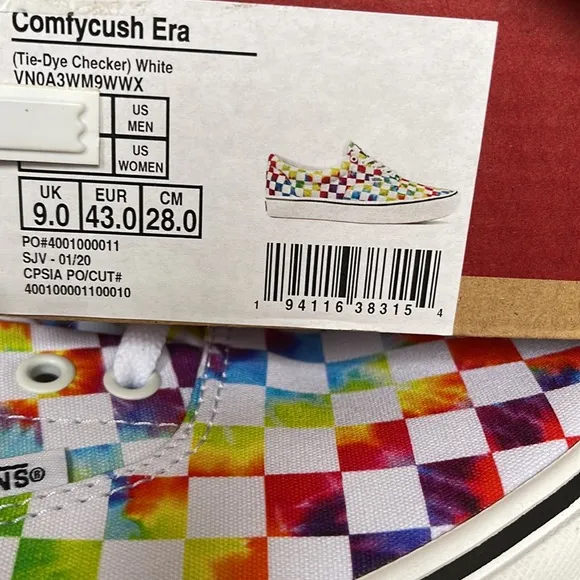 Comfycush Era
(Tie-Dye Checker) White
VN0A3WM9WWX
US
MEN
US
WOMEN
UK EUR CM
9.0 43.0 28.0
PO#4001000011
SJV - 01/20
CPSIA PO/CUT#
400100001100010
1 94116 38315 4
NS®